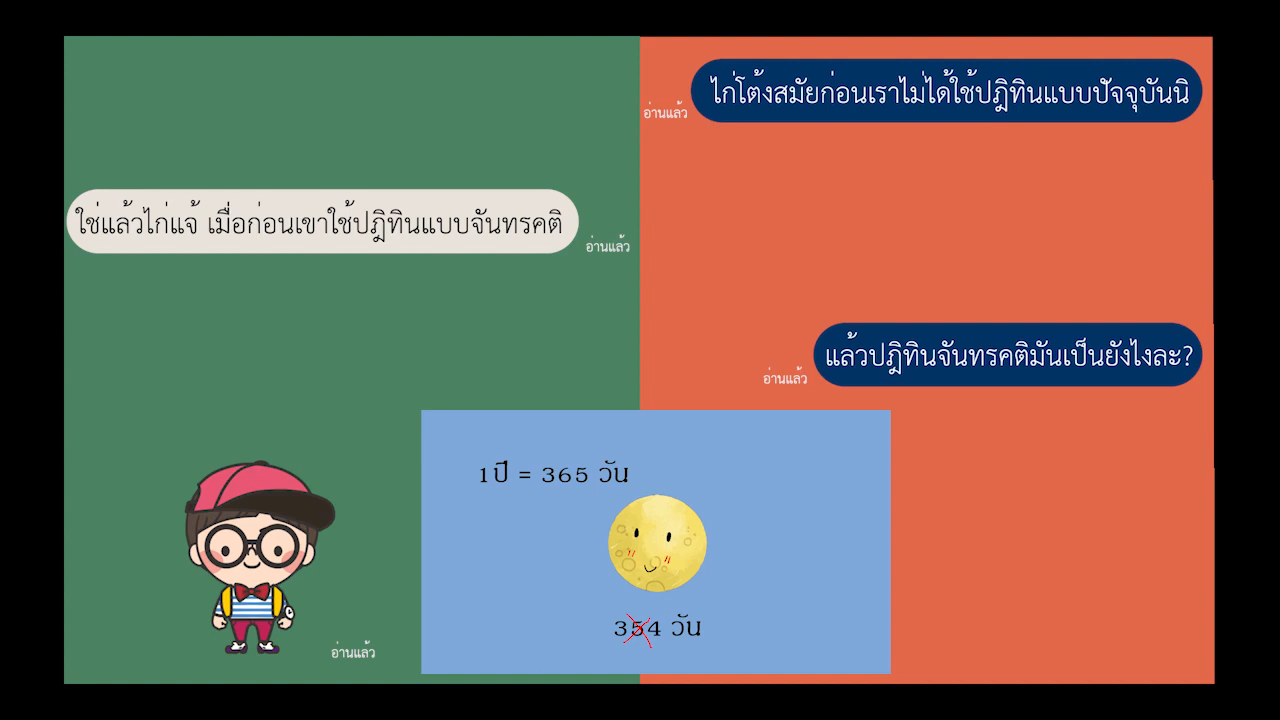 ไก่โต้งสมัยก่อนเราไม่ได้ใช้ปฎิทินแบบปัจจุบันนิ
อ่านแล้ว
ใช่แล้วไก่แจ้ เมื่อก่อนเขาใช้ปฎิทินแบบจันทรคติ
อ่านแล้ว
แล้วปฎิทินจันทรคติมันเป็นยังไงละ?
อ่านแล้ว
1ปี = 365 วัน
354 วัน
อ่านแล้ว